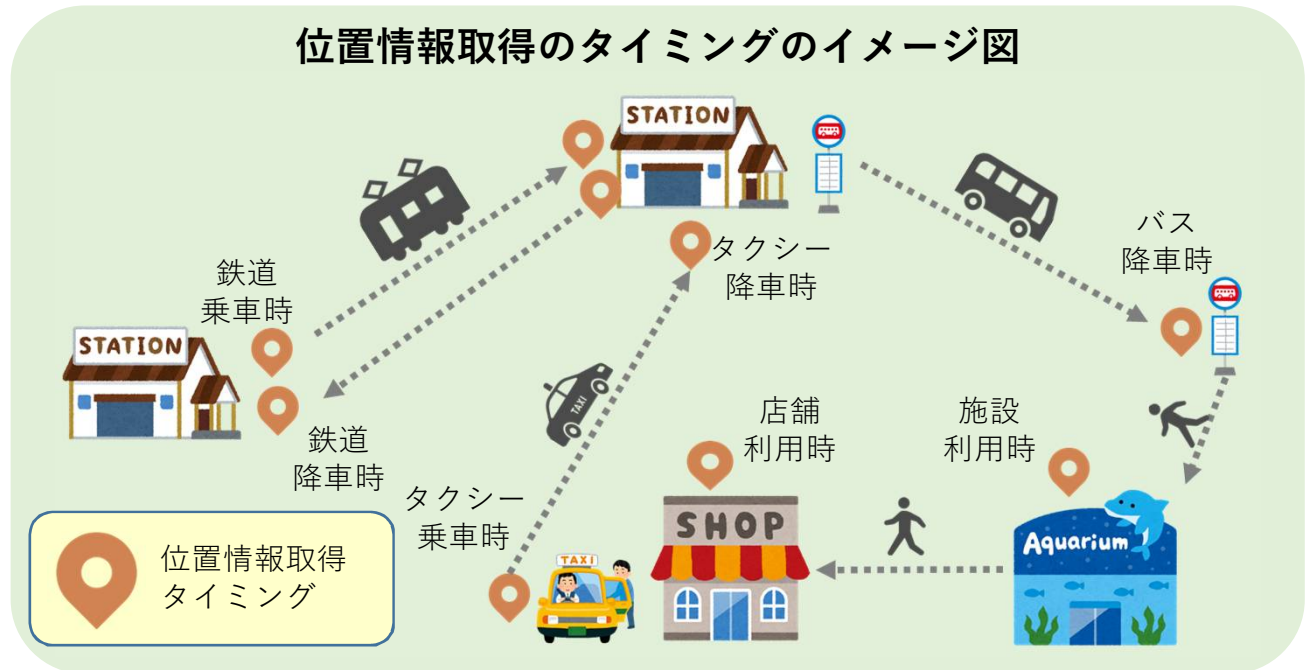 位置情報取得のタイミングのイメージ図
STATION
バス
降車時
タクシー
降車時
鉄道
乗車時
STATION
TAXI
鉄道
降車時
店舗
利用時
施設
利用時
タクシー
乗車時
SHOP
Aquarium
TAXI
位置情報取得
タイミング